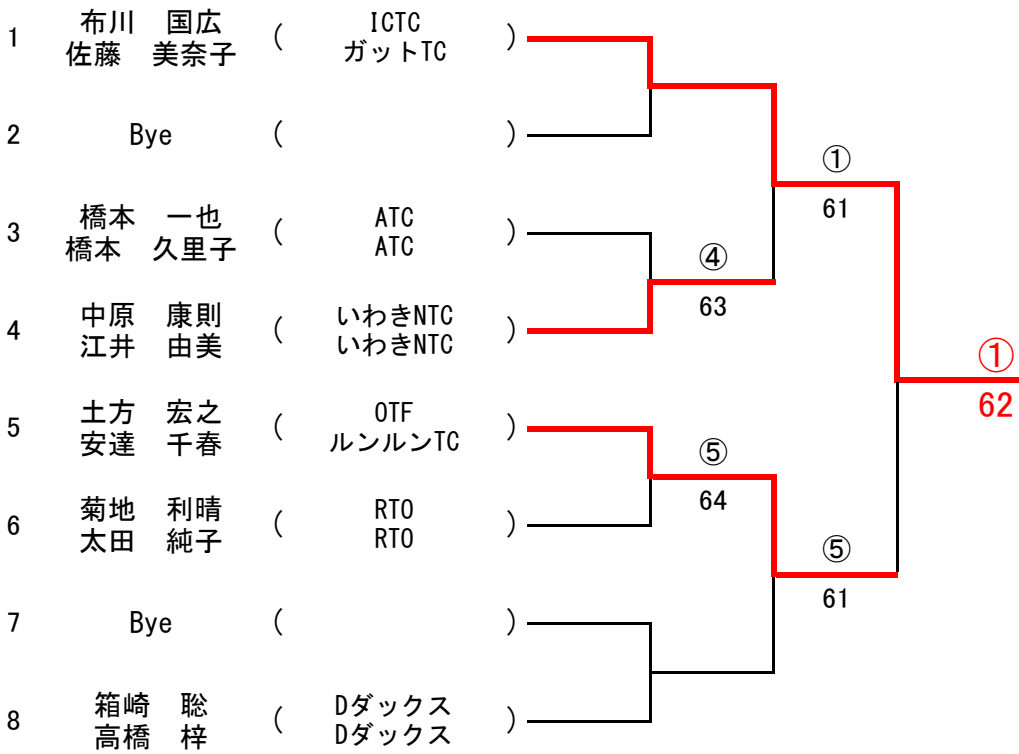 1 布川　国広 ( ICTC )
佐藤　美奈子 ガットTC
2 Bye ( )
①
61
3 橋本　一也 ( ATC )
橋本　久里子 ATC
④
63
4 中原　康則 ( いわきNTC )
江井　由美 いわきNTC
①
62
5 土方　宏之 ( OTF )
安達　千春 ルンルンTC
⑤
64
6 菊地　利晴 ( RTO )
太田　純子 RTO
⑤
61
7 Bye ( )
8 箱崎　聡 ( Dダックス )
高橋　梓 Dダックス